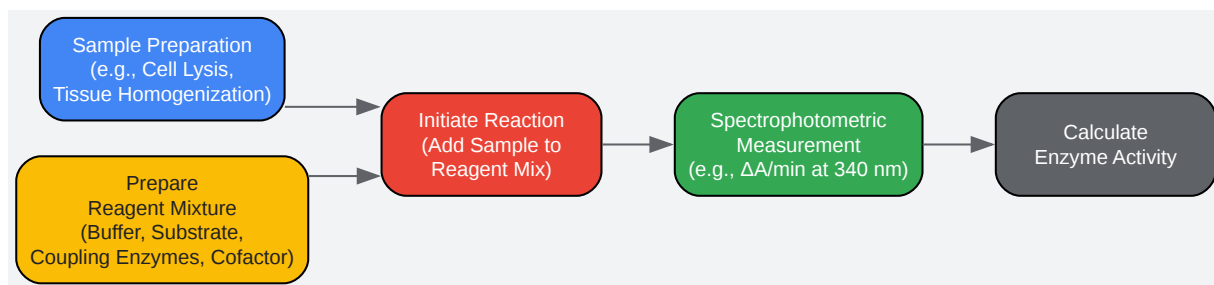 Sample Preparation
(e.g., Cell Lysis,
Tissue Homogenization)
Prepare
Reagent Mixture
(Buffer, Substrate,
Coupling Enzymes, Cofactor)
Initiate Reaction
(Add Sample to
Reagent Mix)
Spectrophotometric
Measurement
(e.g., ΔA/min at 340 nm)
Calculate
Enzyme Activity